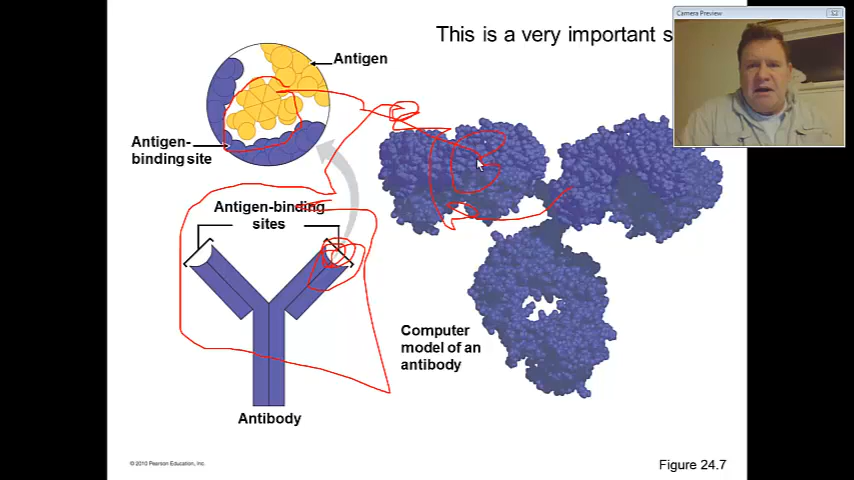 This is a very important s
Camera Preview
Antigen
Antigen-
binding site
Antigen-binding
sites
Computer
model of an
antibody
Antibody
© 2010 Pearson Education, Inc.
Figure 24.7